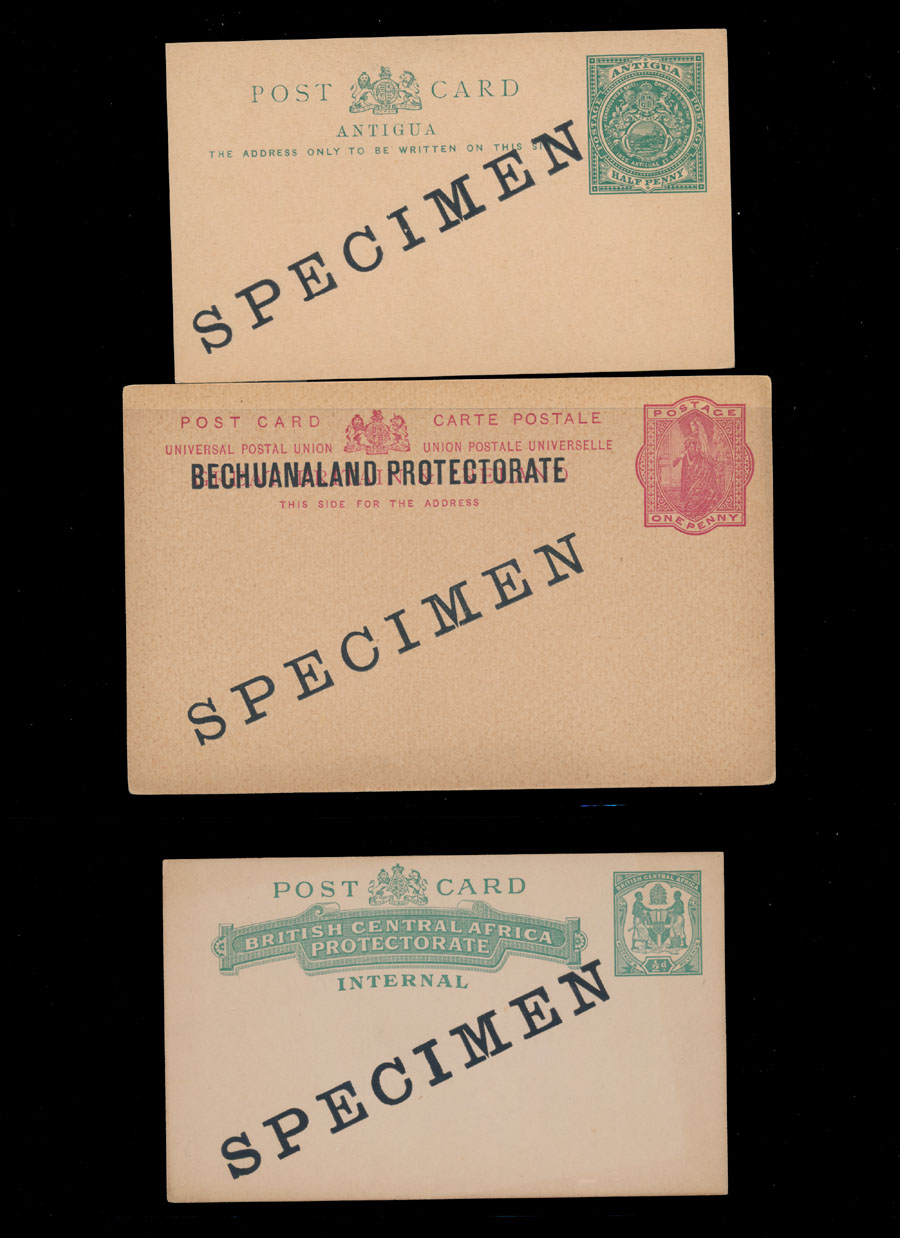 POST CARD
ANTIGUA
THE ADDRESS ONLY TO BE WRITTEN ON THIS
ANTIGUA
POSTAGE POSTAGE
HALF PENNY
SPECIMEN
POST CARD CARTE POSTALE
UNIVERSAL POSTAL UNION UNION POSTALE UNIVERSELLE
BECHUANALAND PROTECTORATE
THIS SIDE FOR THE ADDRESS
POSTAGE
ONE PENNY
SPECIMEN
POST CARD
BRITISH CENTRAL AFRICA
PROTECTORATE
INTERNAL
BRITISH CENTRAL AFRICA
½d
SPECIMEN